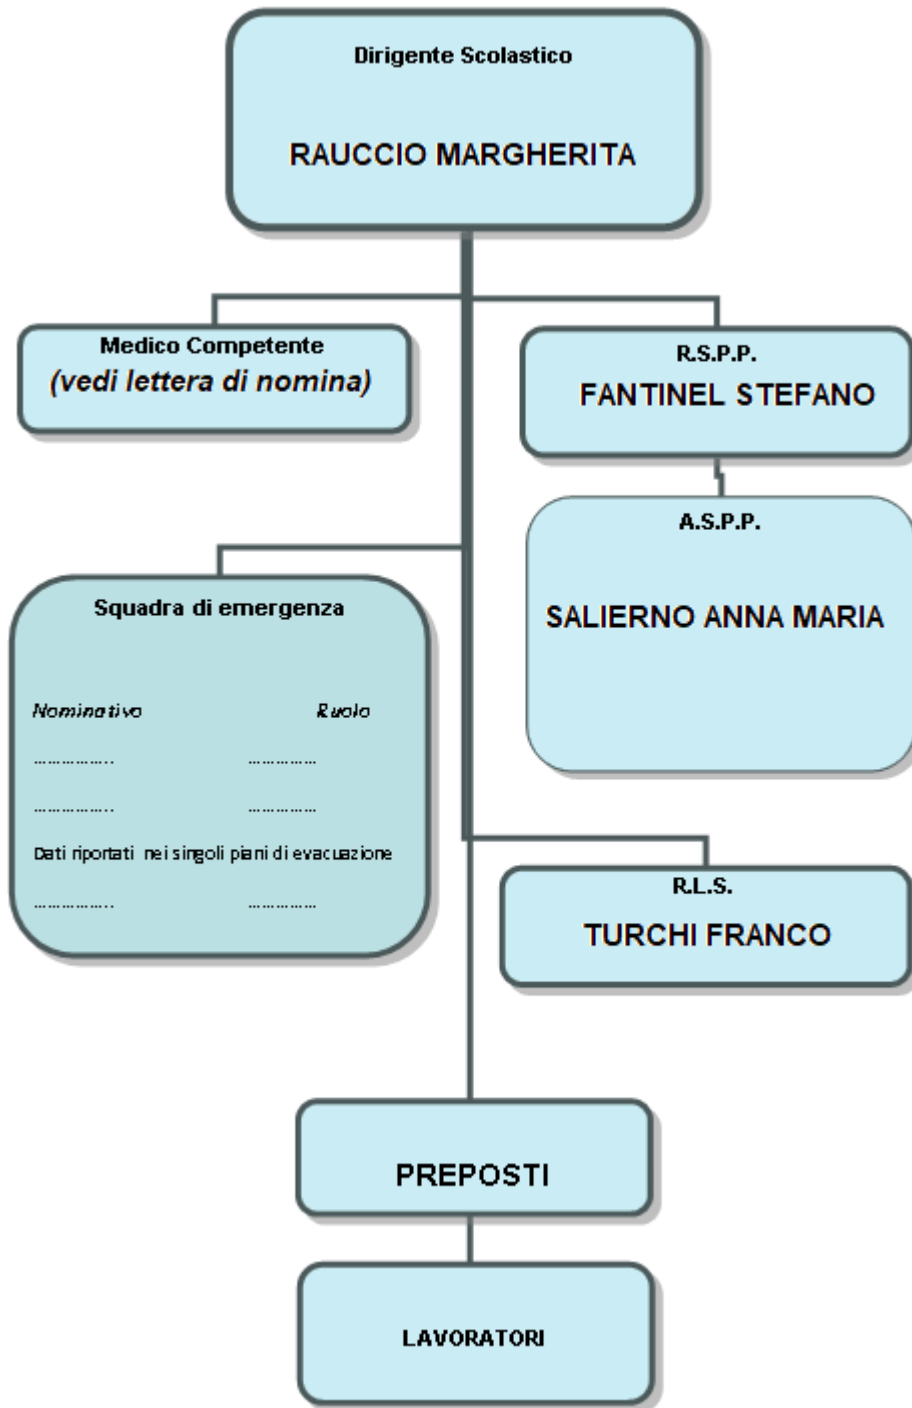 Dirigente Scolastico
RAUCCIO MARGHERITA
Medico Competente
(vedi lettera di nomina)
R.S.P.P.
FANTINEL STEFANO
A.S.P.P.
SALIERNO ANNA MARIA
Squadra di emergenza
Nominativo Ruolo
................ ..............
................ ..............
Dati riportati nei singoli piani di evacuazione
................ ..............
R.L.S.
TURCHI FRANCO
PREPOSTI
LAVORATORI